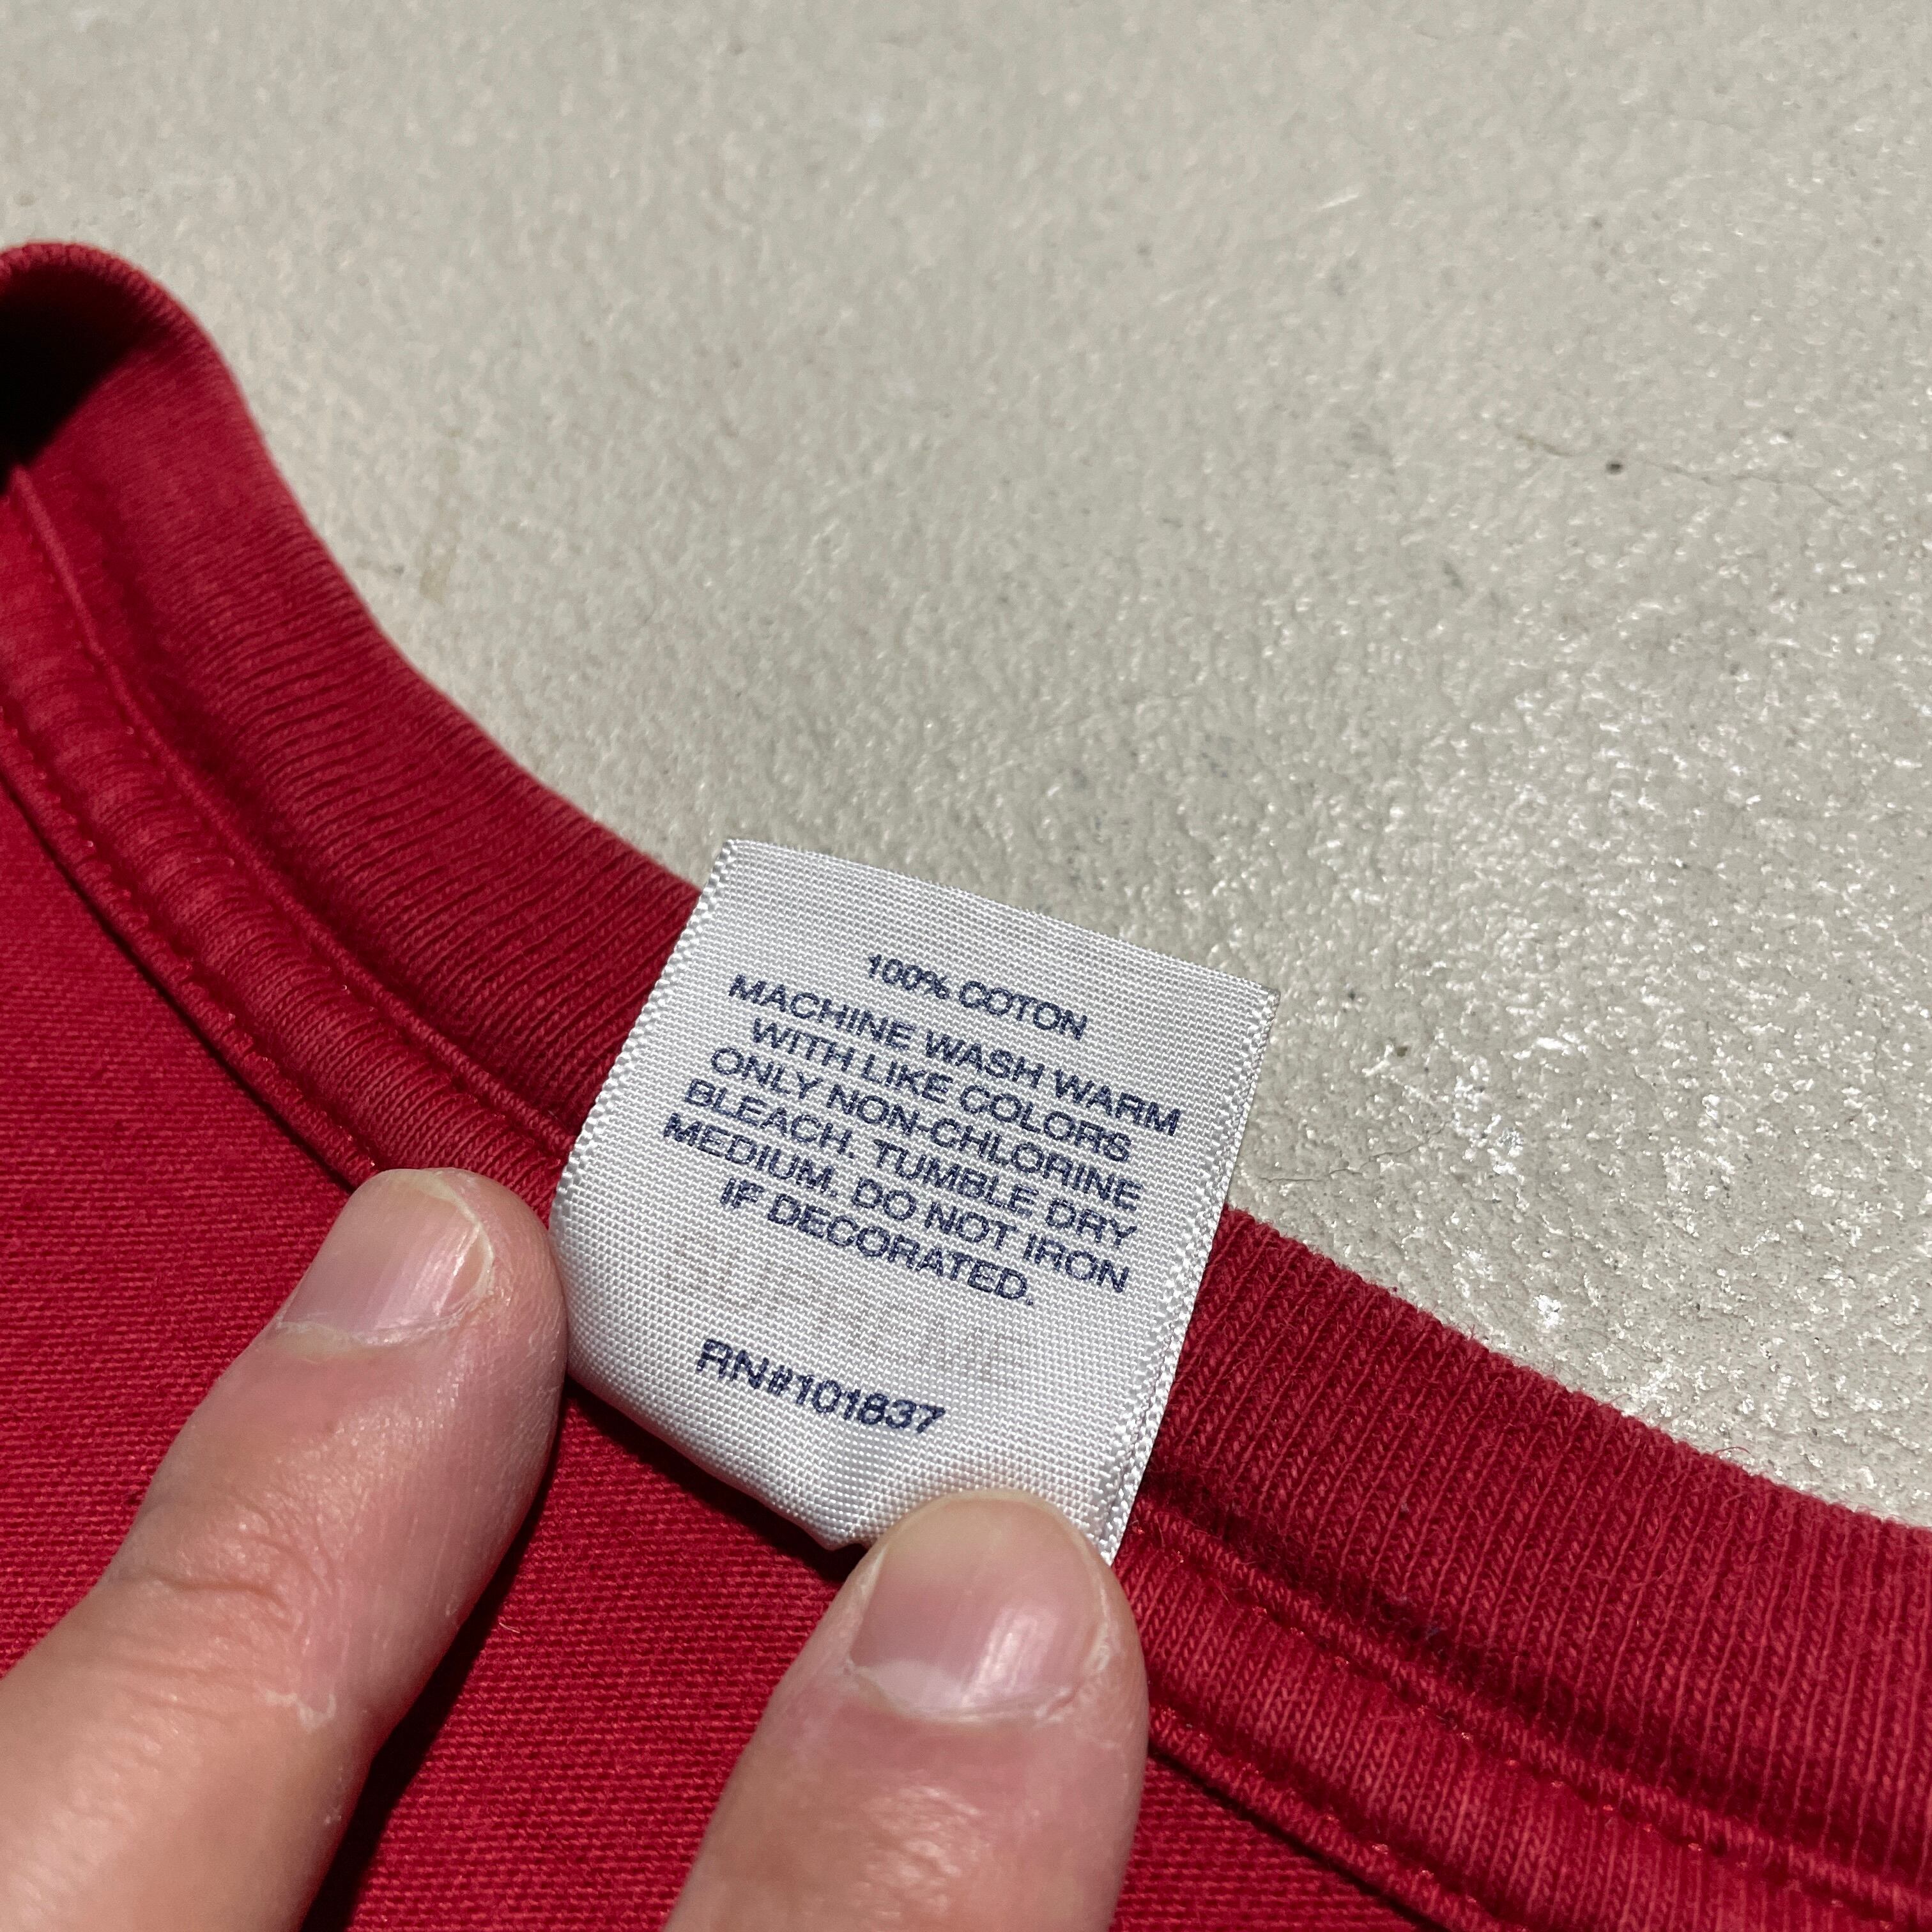 100% COTON
MACHINE WASH WARM
WITH LIKE COLORS
ONLY NON-CHLORINE
BLEACH. TUMBLE DRY
MEDIUM. DO NOT IRON
IF DECORATED.
RN#101837